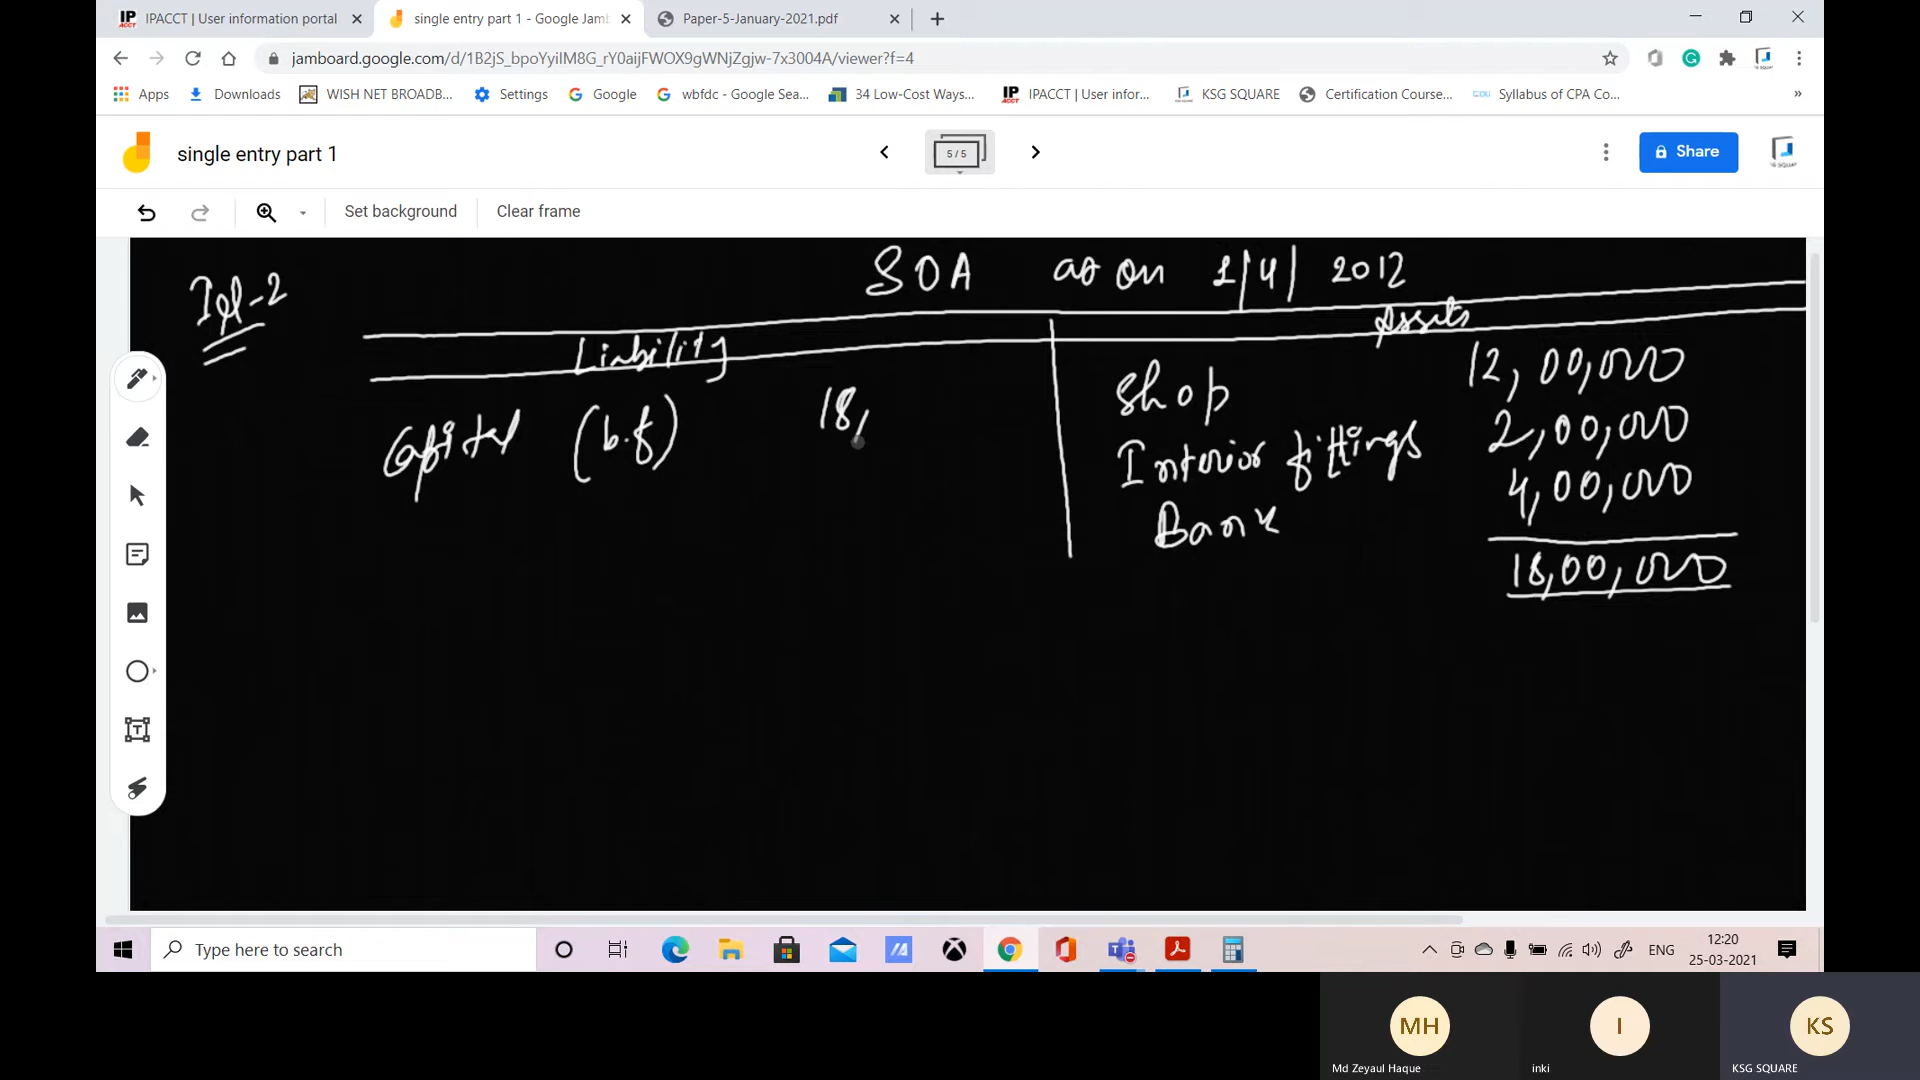 IPACCT | User information portal
single entry part 1 - Google Jamb
Paper-5-January-2021.pdf
jamboard.google.com/d/1B2jS_bpoYyiIM8G_rY0aijFWOX9gWNjZgjw-7x3004A/viewer?f=4
Apps Downloads WISH NET BROADB... Settings Google wbfdc - Google Sea... 34 Low-Cost Ways... IPACCT | User infor... KSG SQUARE Certification Course... Syllabus of CPA Co... »
single entry part 1
5 / 5
Share
Set background Clear frame
SOA as on 1/4/2012
Liability Assets
Capital (b.f) 18,
Shop 12,00,000
Interior fittings 2,00,000
Bank 4,00,000
18,00,000
Type here to search
ENG
12:20
25-03-2021
MH
I
KS
Md Zeyaul Haque
inki
KSG SQUARE